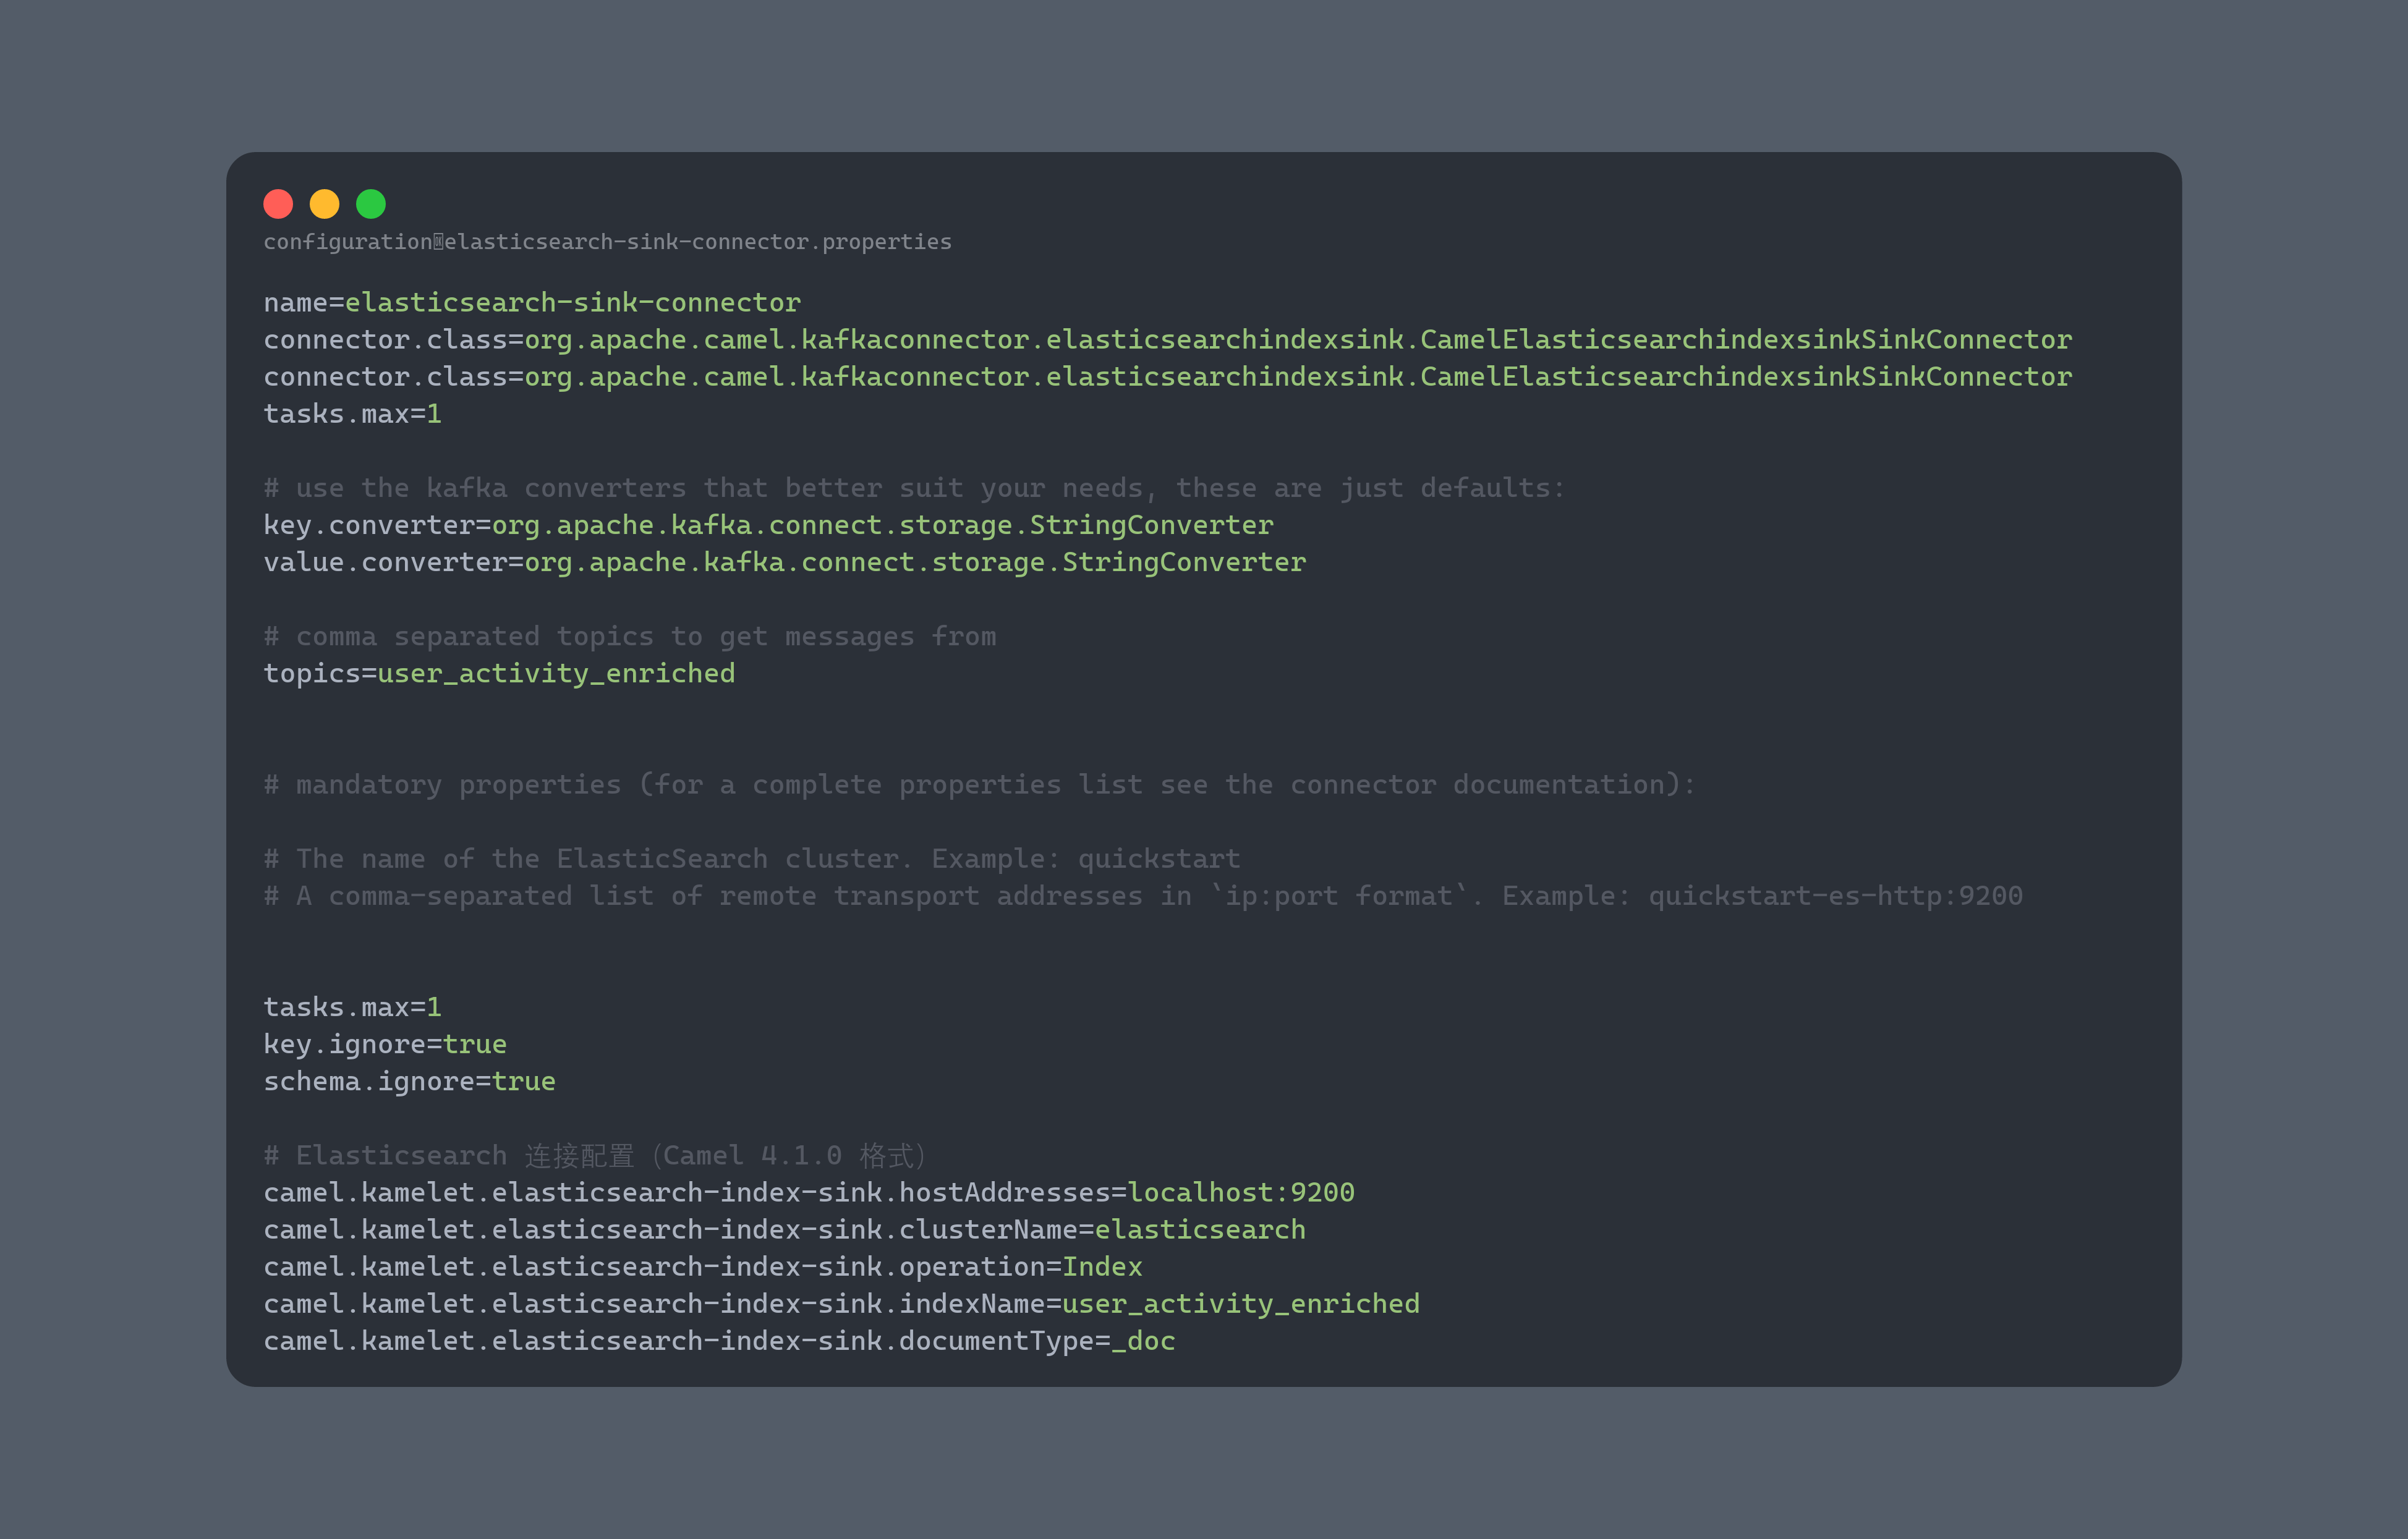 configuration elasticsearch-sink-connector.properties
name=elasticsearch-sink-connector
connector.class=org.apache.camel.kafkaconnector.elasticsearchindexsink.CamelElasticsearchindexsinkSinkConnector
connector.class=org.apache.camel.kafkaconnector.elasticsearchindexsink.CamelElasticsearchindexsinkSinkConnector
tasks.max=1
# use the kafka converters that better suit your needs, these are just defaults:
key.converter=org.apache.kafka.connect.storage.StringConverter
value.converter=org.apache.kafka.connect.storage.StringConverter
# comma separated topics to get messages from
topics=user_activity_enriched
# mandatory properties (for a complete properties list see the connector documentation):
# The name of the ElasticSearch cluster. Example: quickstart
# A comma-separated list of remote transport addresses in `ip:port format`. Example: quickstart-es-http:9200
tasks.max=1
key.ignore=true
schema.ignore=true
# Elasticsearch 连接配置（Camel 4.1.0 格式）
camel.kamelet.elasticsearch-index-sink.hostAddresses=localhost:9200
camel.kamelet.elasticsearch-index-sink.clusterName=elasticsearch
camel.kamelet.elasticsearch-index-sink.operation=Index
camel.kamelet.elasticsearch-index-sink.indexName=user_activity_enriched
camel.kamelet.elasticsearch-index-sink.documentType=_doc